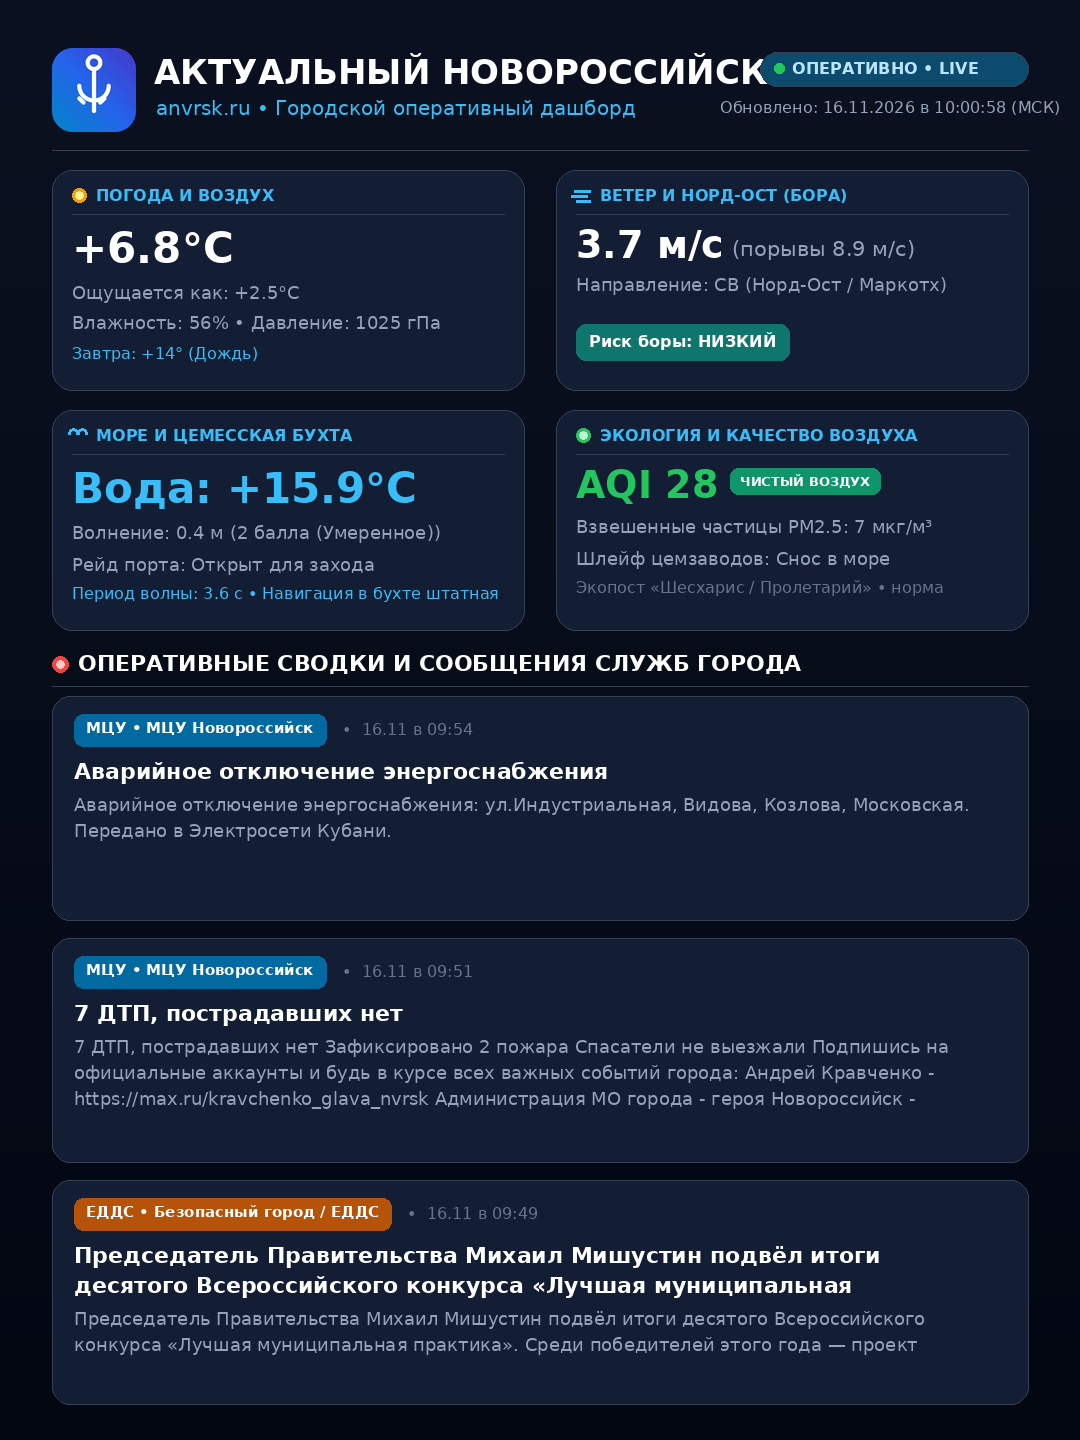 АКТУАЛЬНЫЙ НОВОРОССИЙСК
ОПЕРАТИВНО • LIVE
anvrsk.ru • Городской оперативный дашборд
Обновлено: 16.11.2026 в 10:00:58 (МСК)
ПОГОДА И ВОЗДУХ
+6.8°C
Ощущается как: +2.5°C
Влажность: 56% • Давление: 1025 гПа
Завтра: +14° (Дождь)
ВЕТЕР И НОРД-ОСТ (БОРА)
3.7 м/с (порывы 8.9 м/с)
Направление: СВ (Норд-Ост / Маркотх)
Риск боры: НИЗКИЙ
МОРЕ И ЦЕМЕССКАЯ БУХТА
Вода: +15.9°C
Волнение: 0.4 м (2 балла (Умеренное))
Рейд порта: Открыт для захода
Период волны: 3.6 с • Навигация в бухте штатная
ЭКОЛОГИЯ И КАЧЕСТВО ВОЗДУХА
AQI 28 ЧИСТЫЙ ВОЗДУХ
Взвешенные частицы PM2.5: 7 мкг/м³
Шлейф цемзаводов: Снос в море
Экопост «Шесхарис / Пролетарий» • норма
ОПЕРАТИВНЫЕ СВОДКИ И СООБЩЕНИЯ СЛУЖБ ГОРОДА
МЦУ • МЦУ Новороссийск • 16.11 в 09:54
Аварийное отключение энергоснабжения
Аварийное отключение энергоснабжения: ул.Индустриальная, Видова, Козлова, Московская.
Передано в Электросети Кубани.
МЦУ • МЦУ Новороссийск • 16.11 в 09:51
7 ДТП, пострадавших нет
7 ДТП, пострадавших нет Зафиксировано 2 пожара Спасатели не выезжали Подпишись на
официальные аккаунты и будь в курсе всех важных событий города: Андрей Кравченко -
https://max.ru/kravchenko_glava_nvrsk Администрация МО города - героя Новороссийск -
ЕДДС • Безопасный город / ЕДДС • 16.11 в 09:49
Председатель Правительства Михаил Мишустин подвёл итоги
десятого Всероссийского конкурса «Лучшая муниципальная
Председатель Правительства Михаил Мишустин подвёл итоги десятого Всероссийского
конкурса «Лучшая муниципальная практика». Среди победителей этого года — проект